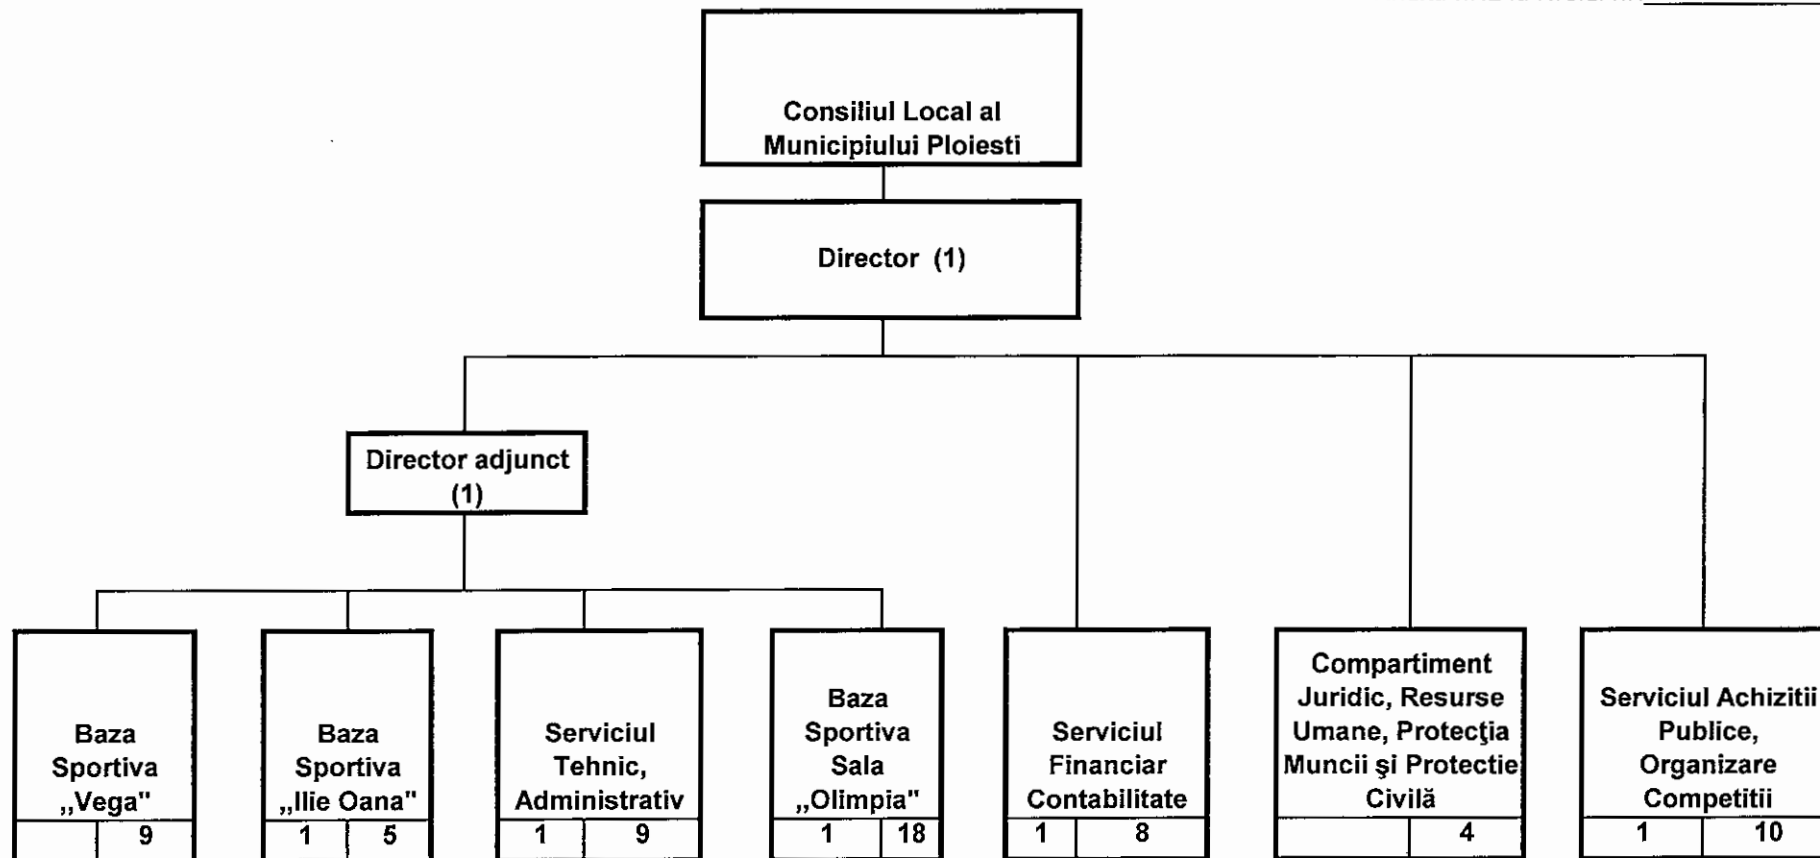 Consiliul Local al
Municipiului Ploiesti
Director (1)
Director adjunct
(1)
Baza
Sportiva
,,Vega"
9
Baza
Sportiva
,,Ilie Oana"
1 5
Serviciul
Tehnic,
Administrativ
1 9
Baza
Sportiva
Sala
,,Olimpia"
1 18
Serviciul
Financiar
Contabilitate
1 8
Compartiment
Juridic, Resurse
Umane, Protecţia
Muncii şi Protectie
Civilă
4
Serviciul Achizitii
Publice,
Organizare
Competitii
1 10